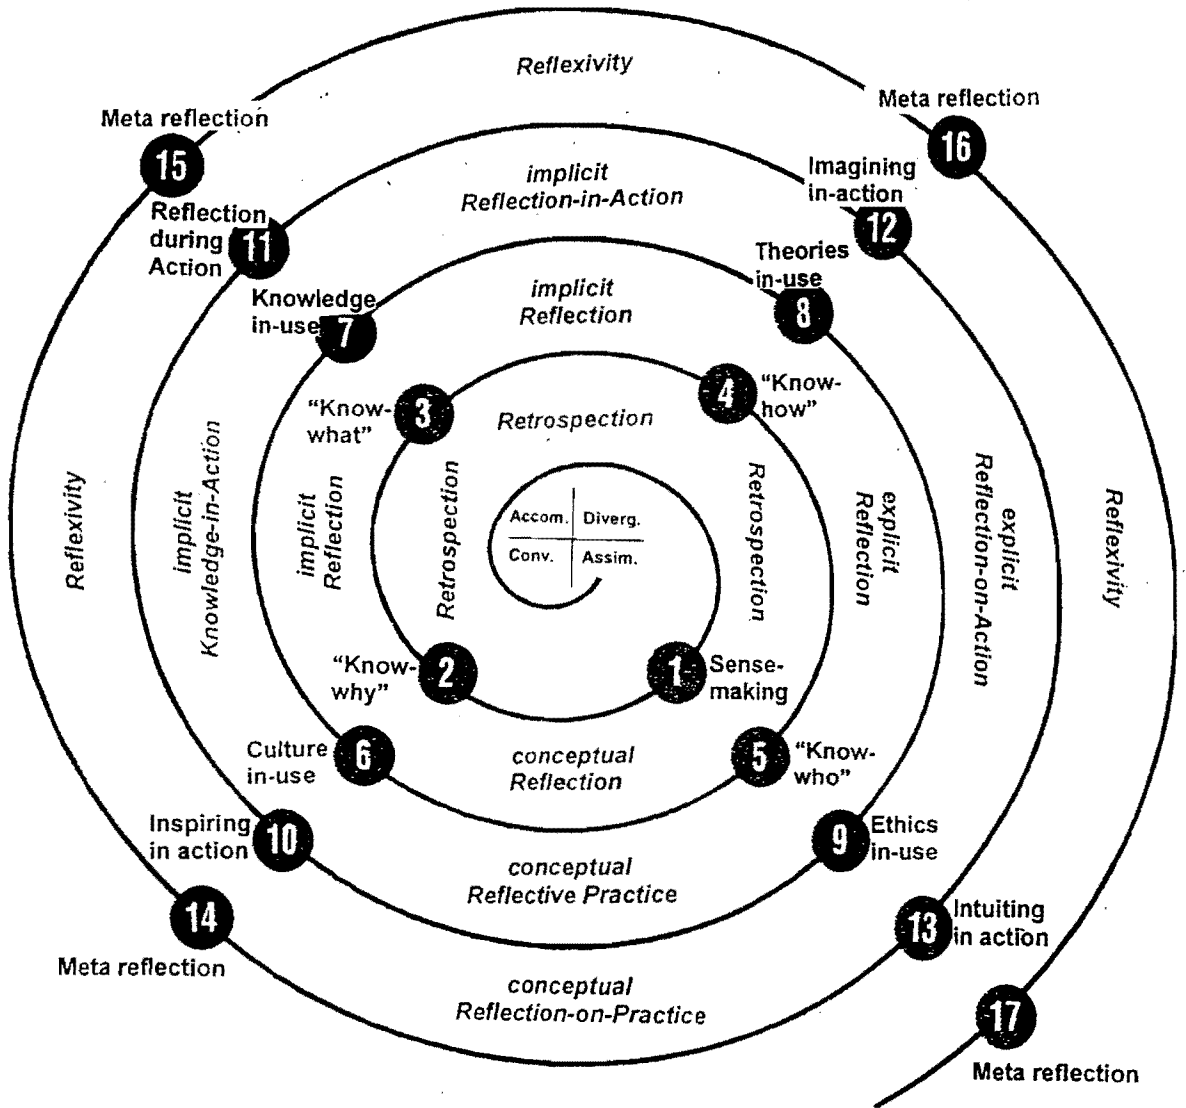 Reflexivity
Meta reflection
16
Meta reflection
15
implicit
Reflection-in-Action
Imagining
in-action
12
Reflection
during
Action
11
Theories
in-use
8
Knowledge
in-use
7
implicit
Reflection
"Know-
what"
3
Retrospection
4
"Know-
how"
Reflexivity
implicit
Knowledge-in-Action
implicit
Reflection
Retrospection
Accom.
Diverg.
Conv.
Assim.
Retrospection
explicit
Reflection
explicit
Reflection-on-Action
Reflexivity
"Know-
why"
2
1
Sense-
making
Culture
in-use
6
conceptual
Reflection
5
"Know-
who"
Inspiring
in action
10
conceptual
Reflective Practice
9
Ethics
in-use
14
Meta reflection
conceptual
Reflection-on-Practice
13
Intuiting
in action
17
Meta reflection